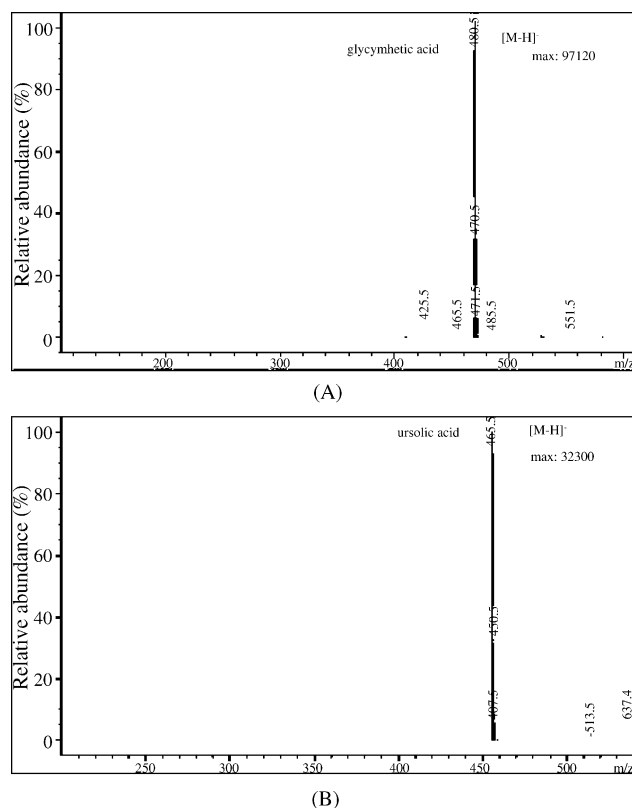 100
80
60
40
20
0
Relative abundance (%)
glycymhetic acid
480.5
[M-H]-
max: 97120
470.5
471.5
425.5
465.5
485.5
551.5
200
300
400
500
m/z
(A)
100
80
60
40
20
0
Relative abundance (%)
ursolic acid
465.5
[M-H]-
max: 32300
450.5
407.5
-513.5
637.4
250
300
350
400
450
500
m/z
(B)